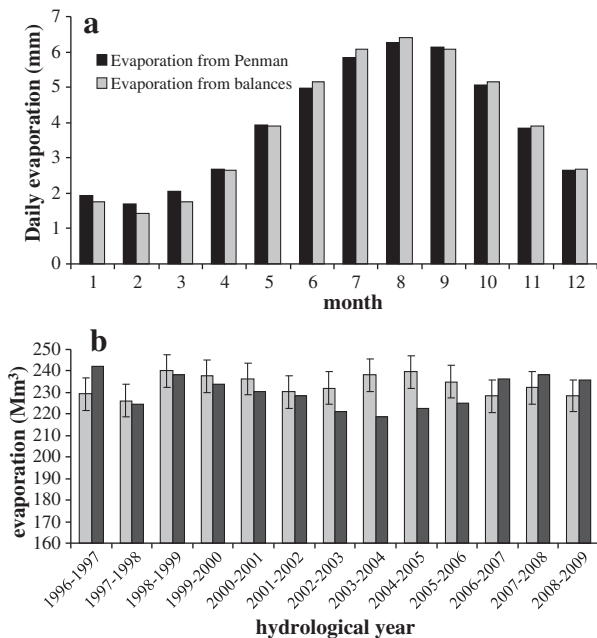 a
7
6
5
4
3
2
1
0
Daily evaporation (mm)
Evaporation from Penman
Evaporation from balances
1 2 3 4 5 6 7 8 9 10 11 12
month
b
250
240
230
220
210
200
190
180
170
160
evaporation (Mm³)
1996-1997 1997-1998 1998-1999 1999-2000 2000-2001 2001-2002 2002-2003 2003-2004 2004-2005 2005-2006 2006-2007 2007-2008 2008-2009
hydrological year